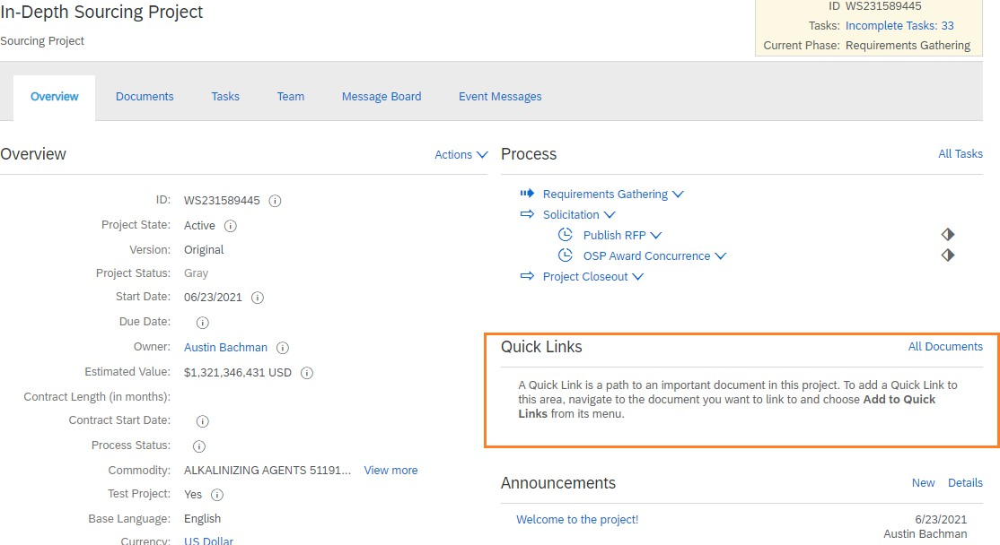 In-Depth Sourcing Project
Sourcing Project
ID WS231589445
Tasks: Incomplete Tasks: 33
Current Phase: Requirements Gathering
Overview Documents Tasks Team Message Board Event Messages
Overview Actions
ID: WS231589445
Project State: Active
Version: Original
Project Status: Gray
Start Date: 06/23/2021
Due Date:
Owner: Austin Bachman
Estimated Value: $1,321,346,431 USD
Contract Length (in months):
Contract Start Date:
Process Status:
Commodity: ALKALINIZING AGENTS 51191... View more
Test Project: Yes
Base Language: English
Currency: US Dollar
Process All Tasks
Requirements Gathering
Solicitation
Publish RFP
OSP Award Concurrence
Project Closeout
Quick Links All Documents
A Quick Link is a path to an important document in this project. To add a Quick Link to
this area, navigate to the document you want to link to and choose Add to Quick
Links from its menu.
Announcements New Details
Welcome to the project! 6/23/2021
Austin Bachman